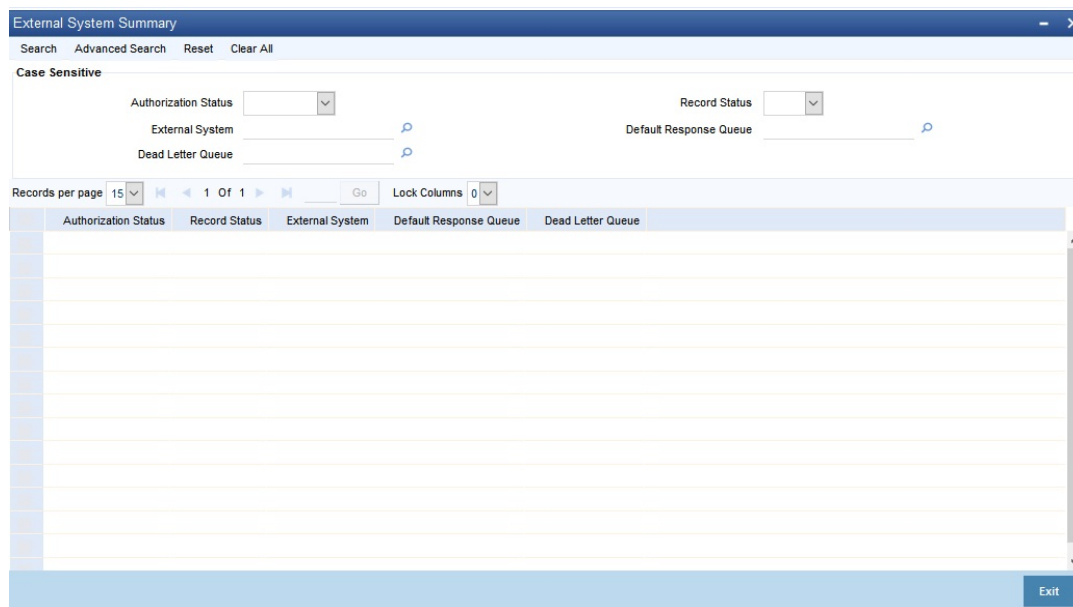 External System Summary
Search Advanced Search Reset Clear All
Case Sensitive
Authorization Status Record Status
External System Default Response Queue
Dead Letter Queue
Records per page 15 1 Of 1 Go Lock Columns 0
Authorization Status Record Status External System Default Response Queue Dead Letter Queue
Exit